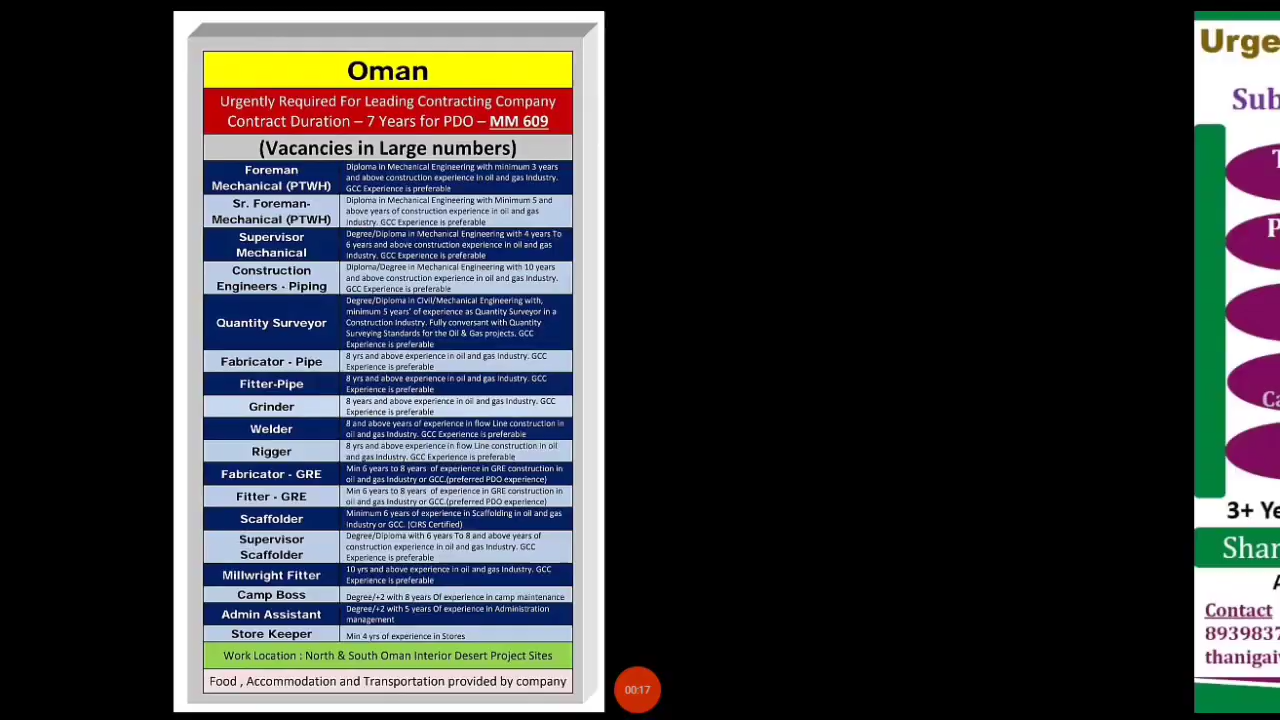 Oman
Urgently Required For Leading Contracting Company
Contract Duration – 7 Years for PDO – MM 609
(Vacancies in Large numbers)
Foreman
Mechanical (PTWH)
Diploma in Mechanical Engineering with minimum 3 years
and above construction experience in oil and gas Industry.
GCC Experience is preferable
Sr. Foreman-
Mechanical (PTWH)
Diploma in Mechanical Engineering with Minimum 5 and
above years of construction experience in oil and gas
Industry. GCC Experience is preferable
Supervisor
Mechanical
Degree/Diploma in Mechanical Engineering with 4 years To
6 years and above construction experience in oil and gas
Industry. GCC Experience is preferable
Construction
Engineers - Piping
Diploma/Degree in Mechanical Engineering with 10 years
and above construction experience in oil and gas Industry.
GCC Experience is preferable
Quantity Surveyor
Degree/Diploma in Civil/Mechanical Engineering with,
minimum 5 years' of experience as Quantity Surveyor in a
Construction Industry. Fully conversant with Quantity
Surveying Standards for the Oil & Gas projects. GCC
Experience is preferable
Fabricator - Pipe
8 yrs and above experience in oil and gas Industry. GCC
Experience is preferable
Fitter-Pipe
8 yrs and above experience in oil and gas Industry. GCC
Experience is preferable
Grinder
8 years and above experience in oil and gas Industry. GCC
Experience is preferable
Welder
8 and above years of experience in flow Line construction in
oil and gas Industry. GCC Experience is preferable
Rigger
8 yrs and above experience in flow Line construction in oil
and gas Industry. GCC Experience is preferable
Fabricator - GRE
Min 6 years to 8 years of experience in GRE construction in
oil and gas Industry or GCC.(preferred PDO experience)
Fitter - GRE
Min 6 years to 8 years of experience in GRE construction in
oil and gas Industry or GCC.(preferred PDO experience)
Scaffolder
Minimum 6 years of experience in Scaffolding in oil and gas
Industry or GCC. (CIRS Certified)
Supervisor
Scaffolder
Degree/Diploma with 6 years To 8 and above years of
construction experience in oil and gas Industry. GCC
Experience is preferable
Millwright Fitter
10 yrs and above experience in oil and gas Industry. GCC
Experience is preferable
Camp Boss
Degree/+2 with 8 years Of experience in camp maintenance
Admin Assistant
Degree/+2 with 5 years Of experience in Administration
management
Store Keeper
Min 4 yrs of experience in Stores
Work Location : North & South Oman Interior Desert Project Sites
Food , Accommodation and Transportation provided by company
00:17
Urge
Sub
T
P
Ca
3+ Ye
Shar
A
Contact
8939837
thanigaiv